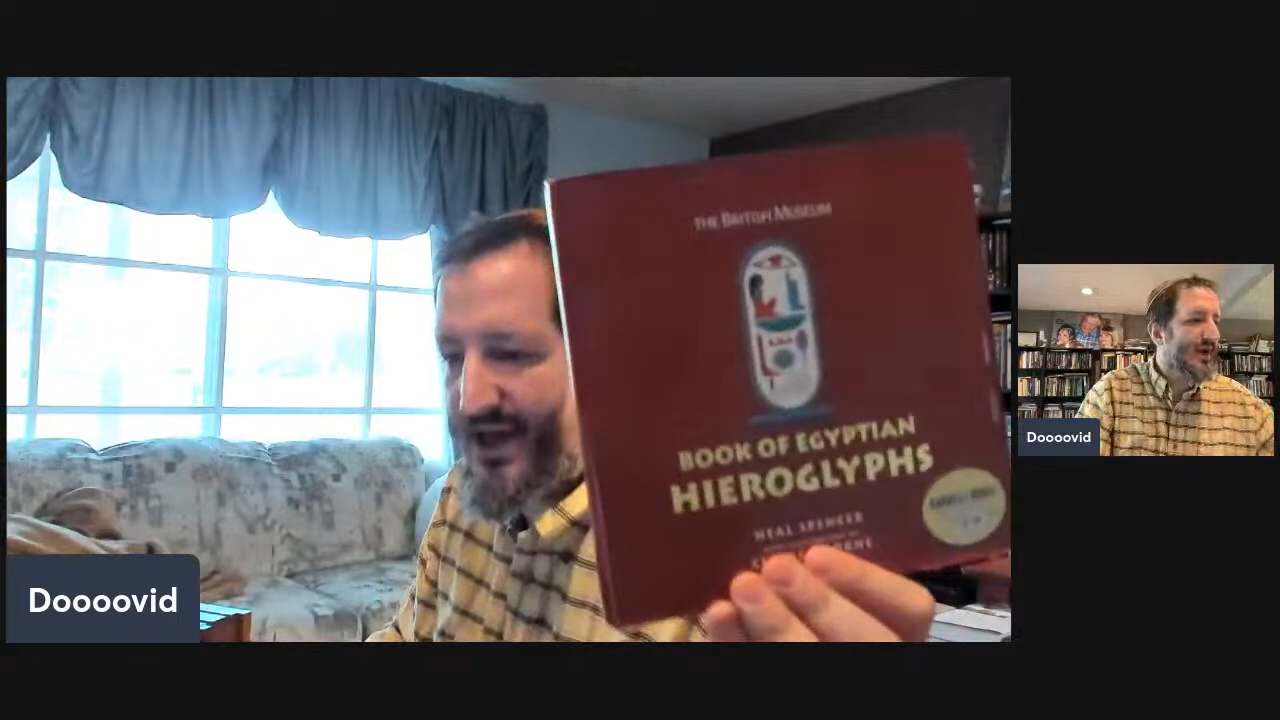 THE BRITISH MUSEUM
BOOK OF EGYPTIAN
HIEROGLYPHS
NEAL SPENCER
Doooovid
Doooovid